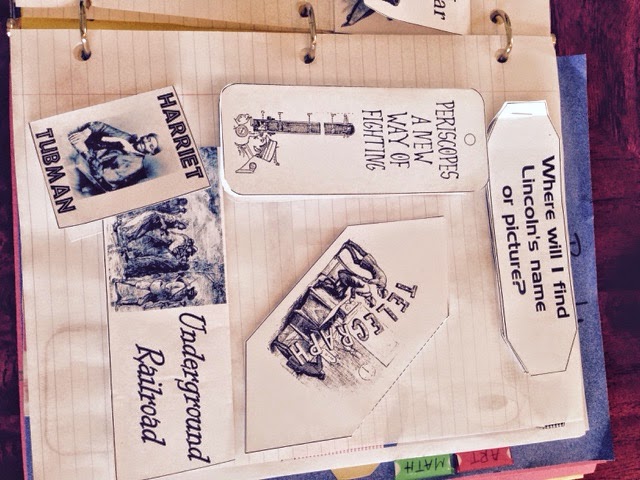 Where will I find
Lincoln's name
or picture?
PERISCOPES
A NEW
WAY OF
FIGHTING
TELEGRAPH
HARRIET
TUBMAN
Underground
Railroad
ART
MATH